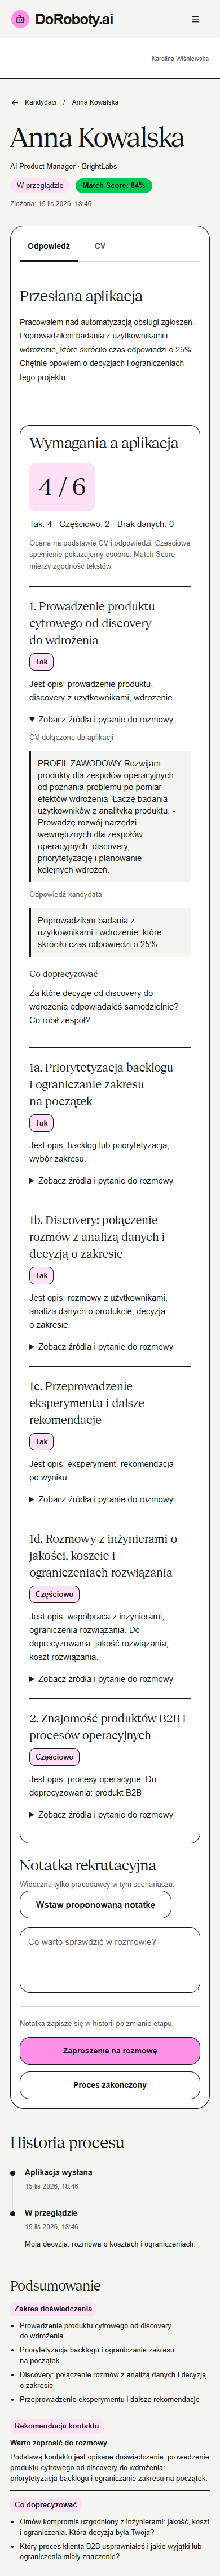 DoRoboty.ai
Karolina Wiśniewska
Kandydaci / Anna Kowalska
Anna Kowalska
AI Product Manager · BrightLabs
W przeglądzie Match Score: 84%
Złożona: 15 lis 2026, 18:46
Odpowiedź CV
Przesłana aplikacja
Pracowałem nad automatyzacją obsługi zgłoszeń.
Poprowadziłem badania z użytkownikami i
wdrożenie, które skróciło czas odpowiedzi o 25%.
Chętnie opowiem o decyzjach i ograniczeniach
tego projektu.
Wymagania a aplikacja
4 / 6
Tak: 4 · Częściowo: 2 · Brak danych: 0
Ocena na podstawie CV i odpowiedzi. Częściowe
spełnienie pokazujemy osobno. Match Score
mierzy zgodność tekstów.
1. Prowadzenie produktu
cyfrowego od discovery
do wdrożenia
Tak
Jest opis: prowadzenie produktu,
discovery z użytkownikami, wdrożenie.
▼ Zobacz źródła i pytanie do rozmowy
CV dołączone do aplikacji
PROFIL ZAWODOWY Rozwijam
produkty dla zespołów operacyjnych -
od poznania problemu po pomiar
efektów wdrożenia. Łączę badania
użytkowników z analityką produktu. -
Prowadzę rozwój narzędzi
wewnętrznych dla zespołów
operacyjnych: discovery,
priorytetyzację i planowanie
kolejnych wdrożeń.
Odpowiedź kandydata
Poprowadziłem badania z
użytkownikami i wdrożenie, które
skróciło czas odpowiedzi o 25%.
Co doprecyzować
Za które decyzje od discovery do
wdrożenia odpowiadałeś samodzielnie?
Co robił zespół?
1a. Priorytetyzacja backlogu
i ograniczanie zakresu
na początek
Tak
Jest opis: backlog lub priorytetyzacja,
wybór zakresu.
▶ Zobacz źródła i pytanie do rozmowy
1b. Discovery: połączenie
rozmów z analizą danych i
decyzją o zakresie
Tak
Jest opis: rozmowy z użytkownikami,
analiza danych o produkcie, decyzja
o zakresie.
▶ Zobacz źródła i pytanie do rozmowy
1c. Przeprowadzenie
eksperymentu i dalsze
rekomendacje
Tak
Jest opis: eksperyment, rekomendacja
po wyniku.
▶ Zobacz źródła i pytanie do rozmowy
1d. Rozmowy z inżynierami o
jakości, koszcie i
ograniczeniach rozwiązania
Częściowo
Jest opis: współpraca z inżynierami,
ograniczenia rozwiązania. Do
doprecyzowania: jakość rozwiązania,
koszt rozwiązania.
▶ Zobacz źródła i pytanie do rozmowy
2. Znajomość produktów B2B i
procesów operacyjnych
Częściowo
Jest opis: procesy operacyjne. Do
doprecyzowania: produkt B2B.
▶ Zobacz źródła i pytanie do rozmowy
Notatka rekrutacyjna
Widoczna tylko pracodawcy w tym scenariuszu.
Wstaw proponowaną notatkę
Co warto sprawdzić w rozmowie?
Notatka zapisze się w historii po zmianie etapu.
Zaproszenie na rozmowę
Proces zakończony
Historia procesu
Aplikacja wysłana
15 lis 2026, 18:46
W przeglądzie
15 lis 2026, 18:46
Moja decyzja: rozmowa o kosztach i ograniczeniach.
Podsumowanie
Zakres doświadczenia
• Prowadzenie produktu cyfrowego od discovery
do wdrożenia
• Priorytetyzacja backlogu i ograniczanie zakresu
na początek
• Discovery: połączenie rozmów z analizą danych i decyzją
o zakresie
• Przeprowadzenie eksperymentu i dalsze rekomendacje
Rekomendacja kontaktu
Warto zaprosić do rozmowy
Podstawą kontaktu jest opisane doświadczenie: prowadzenie
produktu cyfrowego od discovery do wdrożenia;
priorytetyzacja backlogu i ograniczanie zakresu na początek.
Co doprecyzować
• Omów kompromis uzgodniony z inżynierami: jakość, koszt
i ograniczenia. Która decyzja była Twoja?
• Który proces klienta B2B usprawniałeś i jakie wyjątki lub
ograniczenia miały znaczenie?